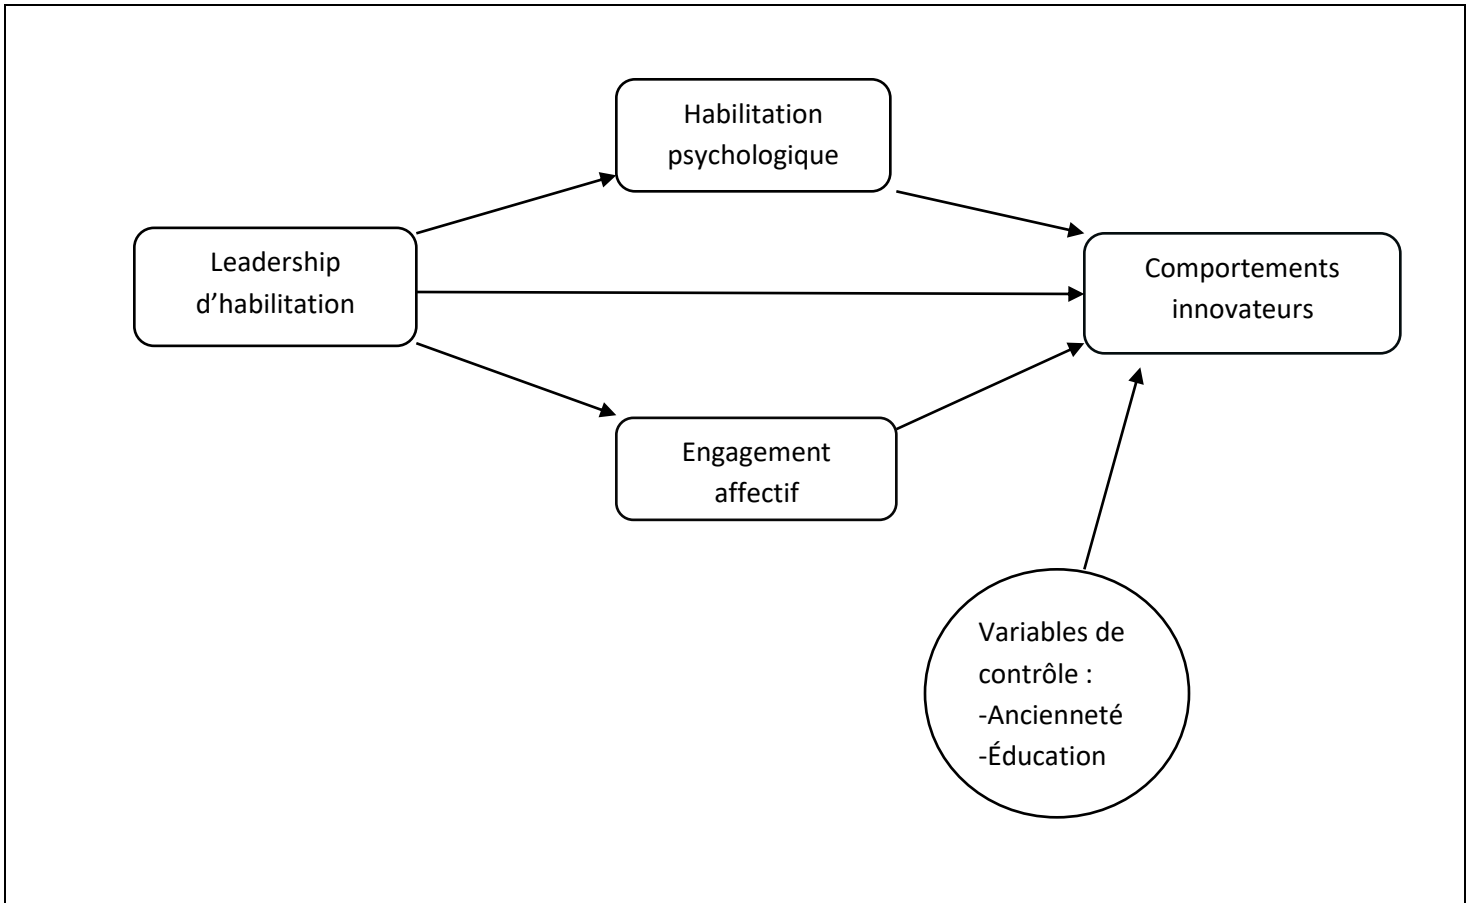 Habilitation
psychologique
Leadership
d’habilitation
Comportements
innovateurs
Engagement
affectif
Variables de
contrôle :
-Ancienneté
-Éducation